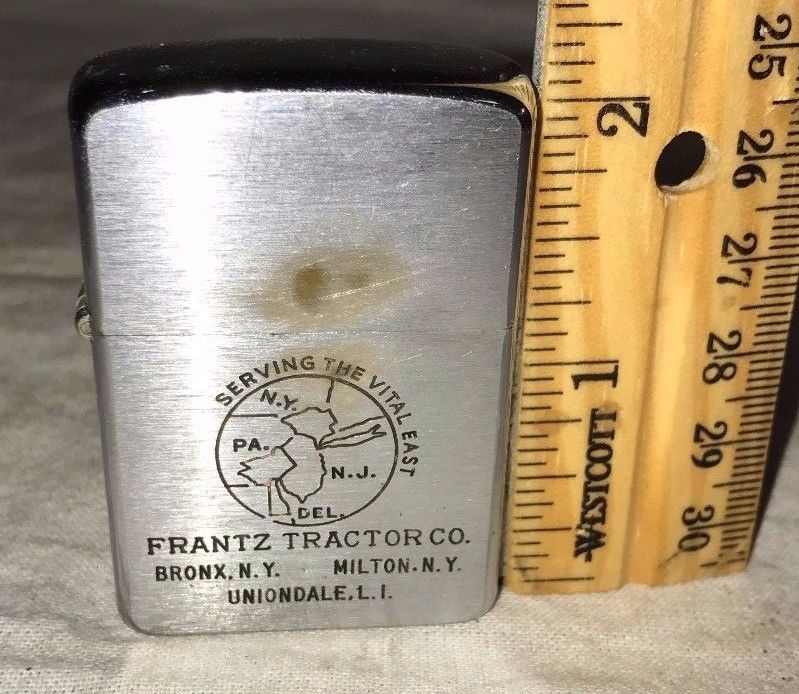 SERVING THE VITAL EAST
N.Y.
PA.
N.J.
DEL.
FRANTZ TRACTOR CO.
BRONX, N.Y. MILTON. N.Y.
UNIONDALE, L.I.
2
1
WESTCOTT
25
26
27
28
29
30